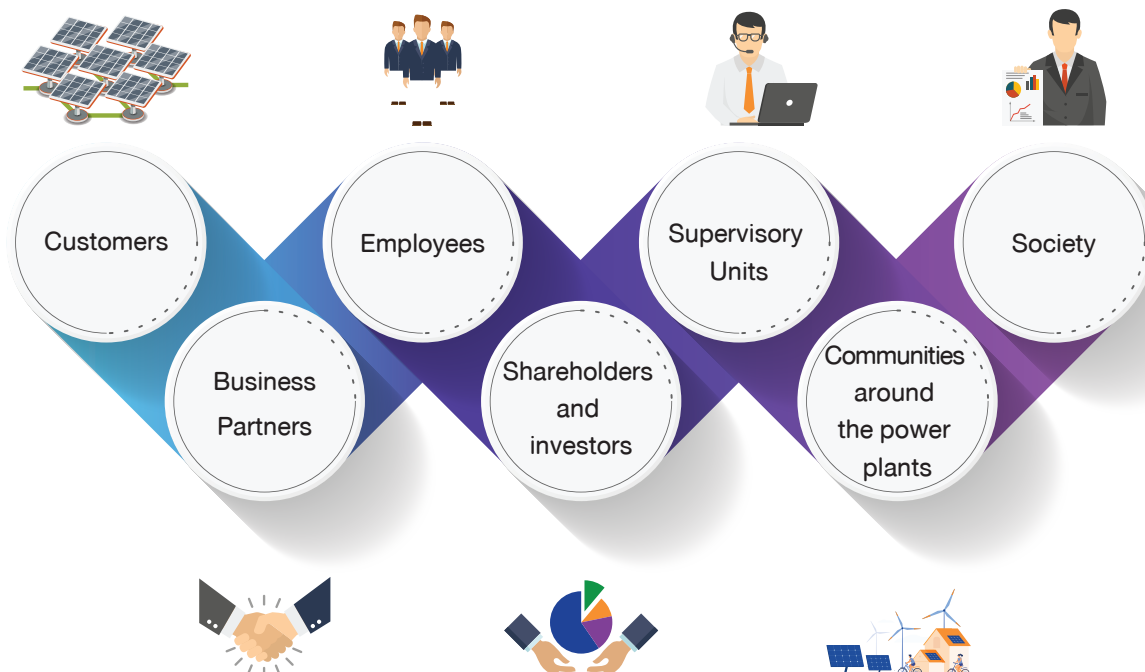 Customers
Business
Partners
Employees
Shareholders
and
investors
Supervisory
Units
Communities
around
the power
plants
Society